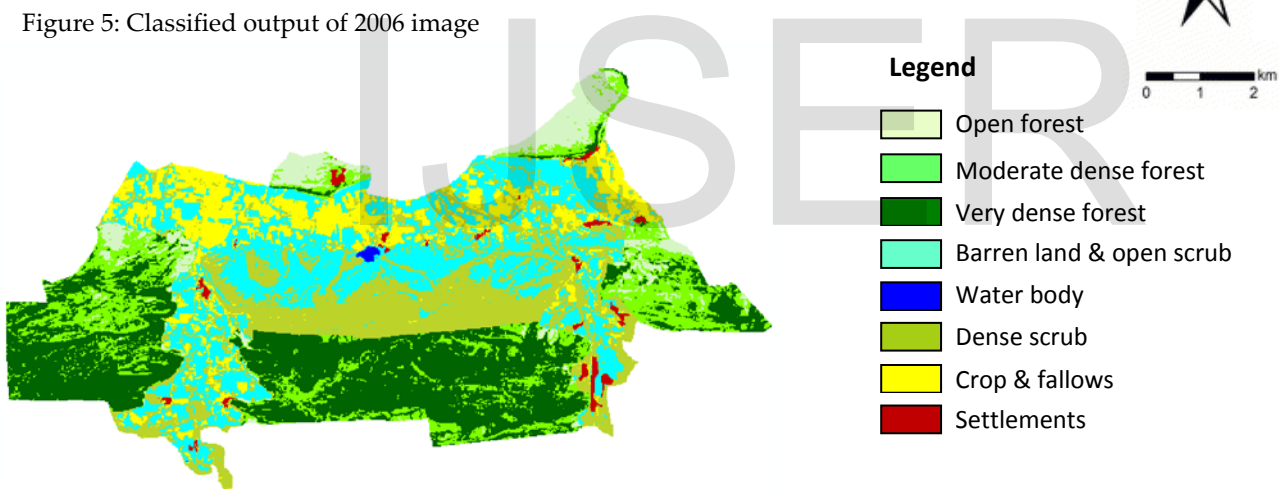 Figure 5: Classified output of 2006 image
IJSER
km
0 1 2
Legend
Open forest
Moderate dense forest
Very dense forest
Barren land & open scrub
Water body
Dense scrub
Crop & fallows
Settlements